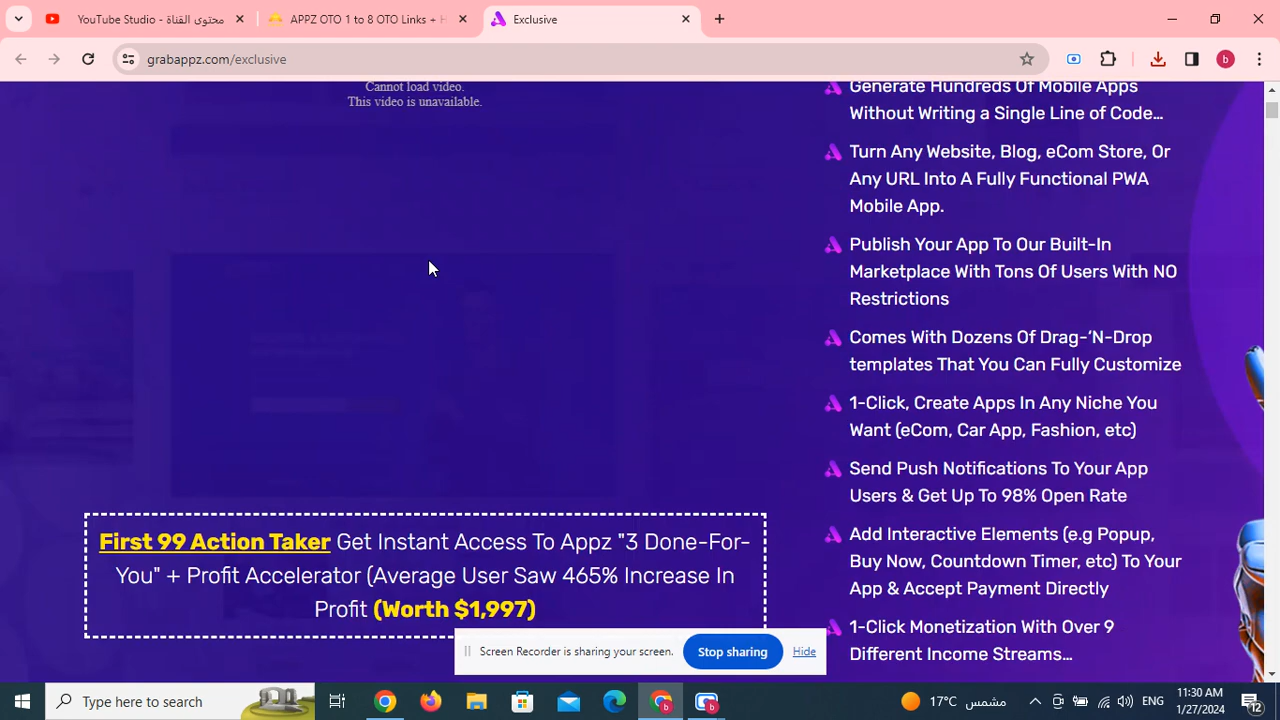 YouTube Studio - محتوى القناة
APPZ OTO 1 to 8 OTO Links +
Exclusive
grabappz.com/exclusive
b
Cannot load video.
This video is unavailable.
First 99 Action Taker Get Instant Access To Appz "3 Done-For-
You" + Profit Accelerator (Average User Saw 465% Increase In
Profit (Worth $1,997)
Generate Hundreds Of Mobile Apps
Without Writing a Single Line of Code...
Turn Any Website, Blog, eCom Store, Or
Any URL Into A Fully Functional PWA
Mobile App.
Publish Your App To Our Built-In
Marketplace With Tons Of Users With NO
Restrictions
Comes With Dozens Of Drag-‘N-Drop
templates That You Can Fully Customize
1-Click, Create Apps In Any Niche You
Want (eCom, Car App, Fashion, etc)
Send Push Notifications To Your App
Users & Get Up To 98% Open Rate
Add Interactive Elements (e.g Popup,
Buy Now, Countdown Timer, etc) To Your
App & Accept Payment Directly
1-Click Monetization With Over 9
Different Income Streams...
Screen Recorder is sharing your screen.
Stop sharing
Hide
Type here to search
17°C
مشمس
ENG
11:30 AM
1/27/2024
12